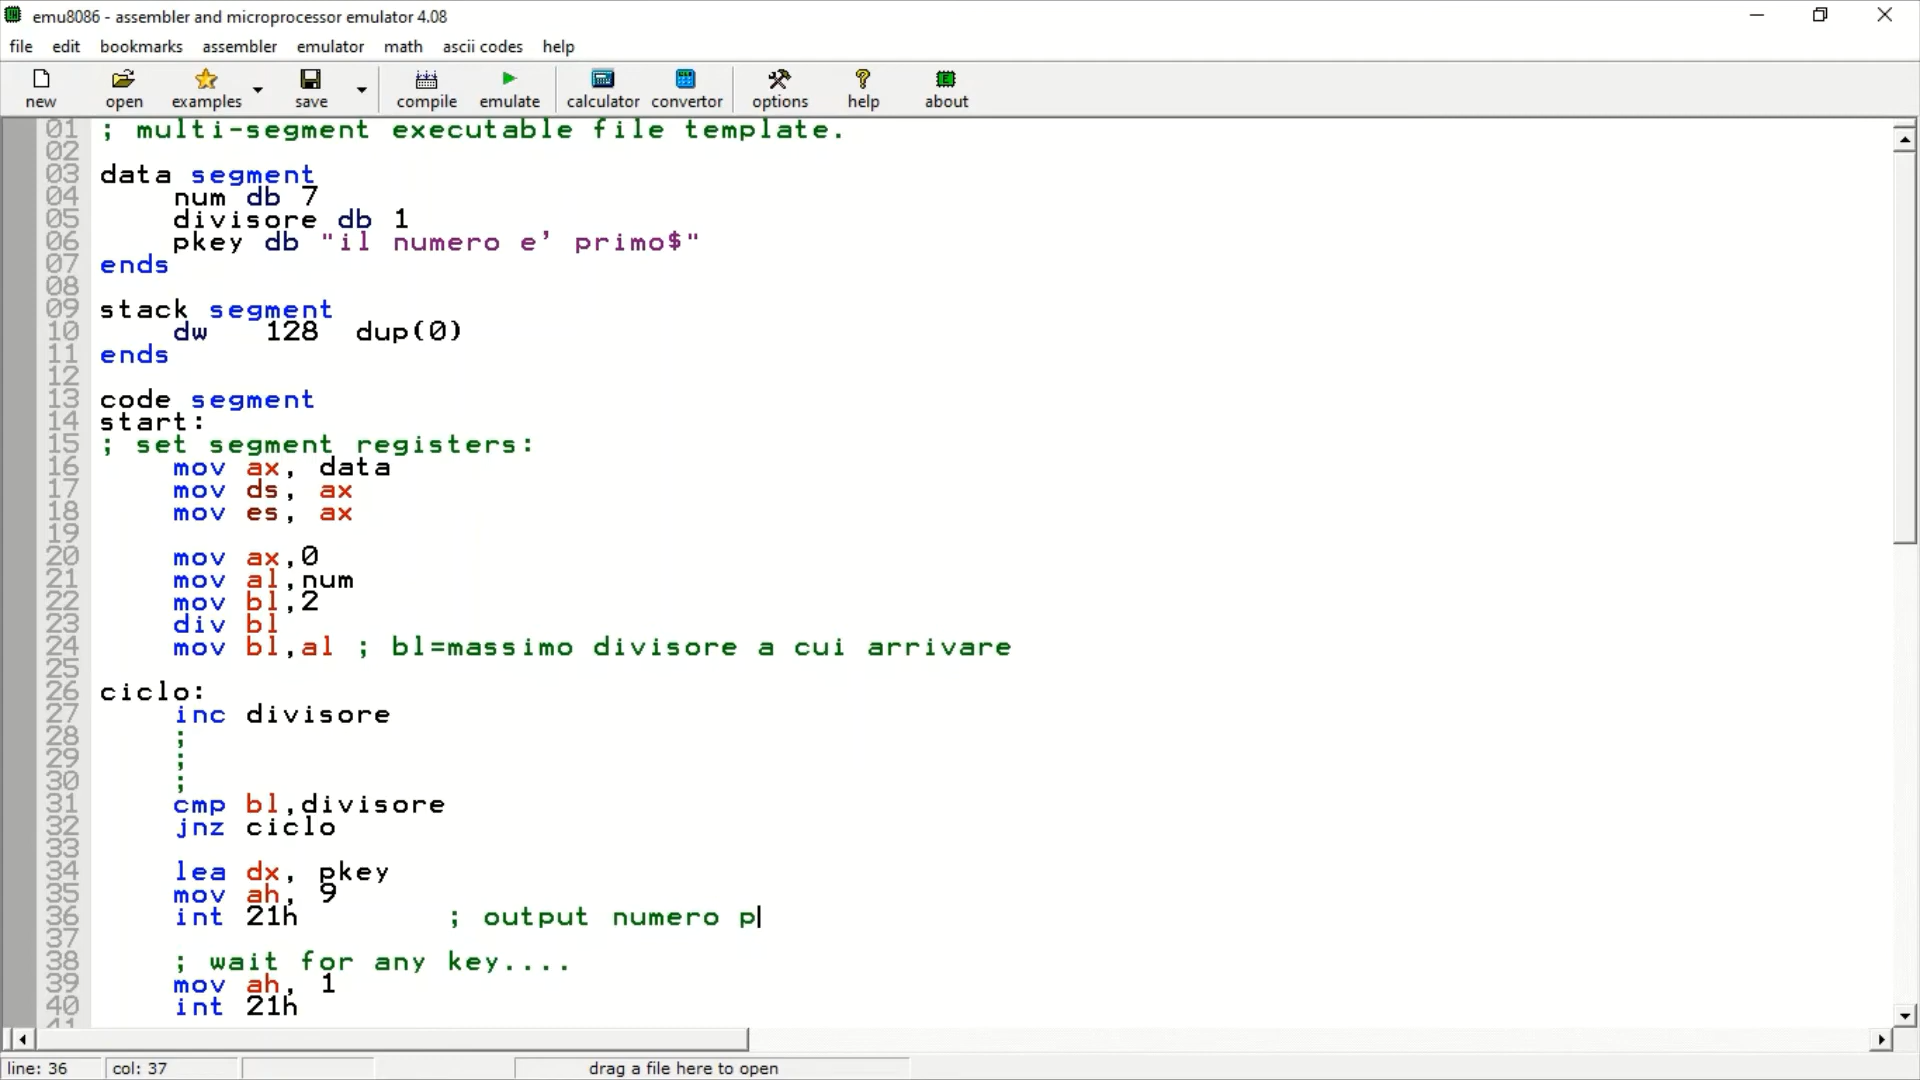 emu8086 - assembler and microprocessor emulator 4.08
file edit bookmarks assembler emulator math ascii codes help
new open examples save compile emulate calculator convertor options help about
01 ; multi-segment executable file template.
02
03 data segment
04 num db 7
05 divisore db 1
06 pkey db "il numero e' primo$"
07 ends
08
09 stack segment
10 dw 128 dup(0)
11 ends
12
13 code segment
14 start:
15 ; set segment registers:
16 mov ax, data
17 mov ds, ax
18 mov es, ax
19
20 mov ax,0
21 mov al,num
22 mov bl,2
23 div bl
24 mov bl,al ; bl=massimo divisore a cui arrivare
25
26 ciclo:
27 inc divisore
28 ;
29 ;
30 ;
31 cmp bl,divisore
32 jnz ciclo
33
34 lea dx, pkey
35 mov ah, 9
36 int 21h ; output numero p
37
38 ; wait for any key....
39 mov ah, 1
40 int 21h
41
line: 36 col: 37 drag a file here to open